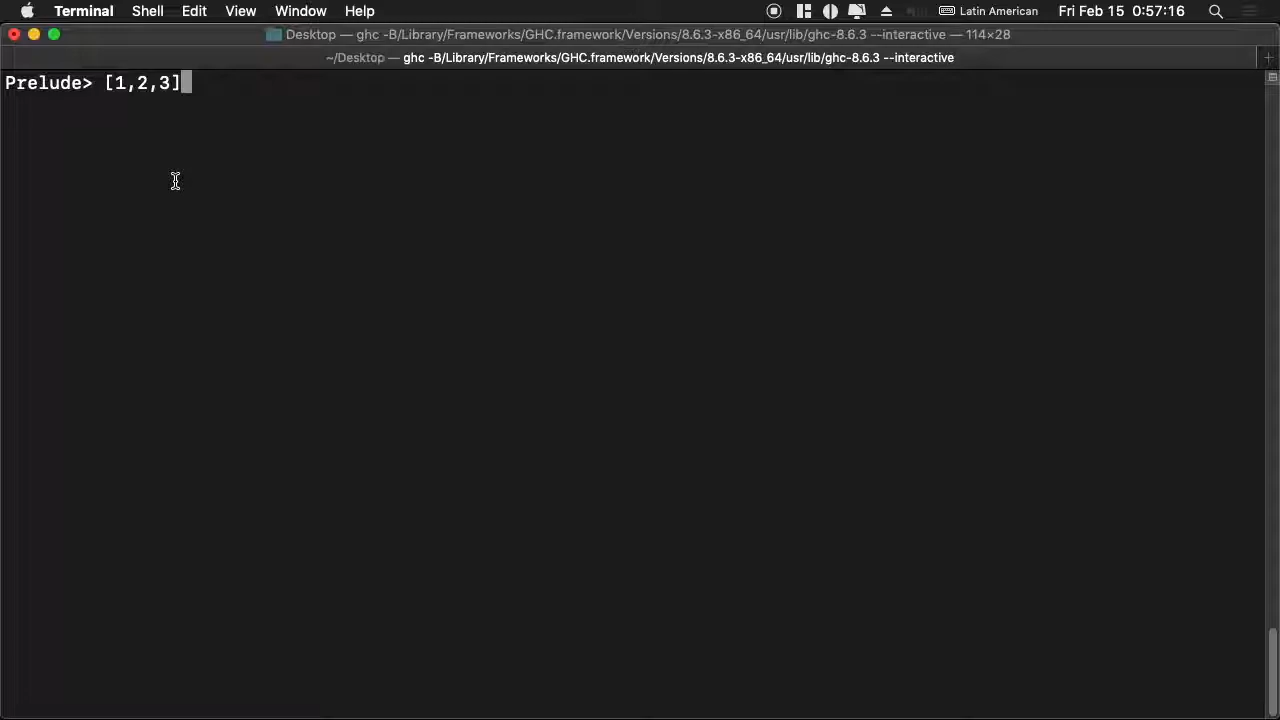 Terminal Shell Edit View Window Help Latin American Fri Feb 15 0:57:16
Desktop — ghc -B/Library/Frameworks/GHC.framework/Versions/8.6.3-x86_64/usr/lib/ghc-8.6.3 --interactive — 114×28
~/Desktop — ghc -B/Library/Frameworks/GHC.framework/Versions/8.6.3-x86_64/usr/lib/ghc-8.6.3 --interactive
Prelude> [1,2,3]